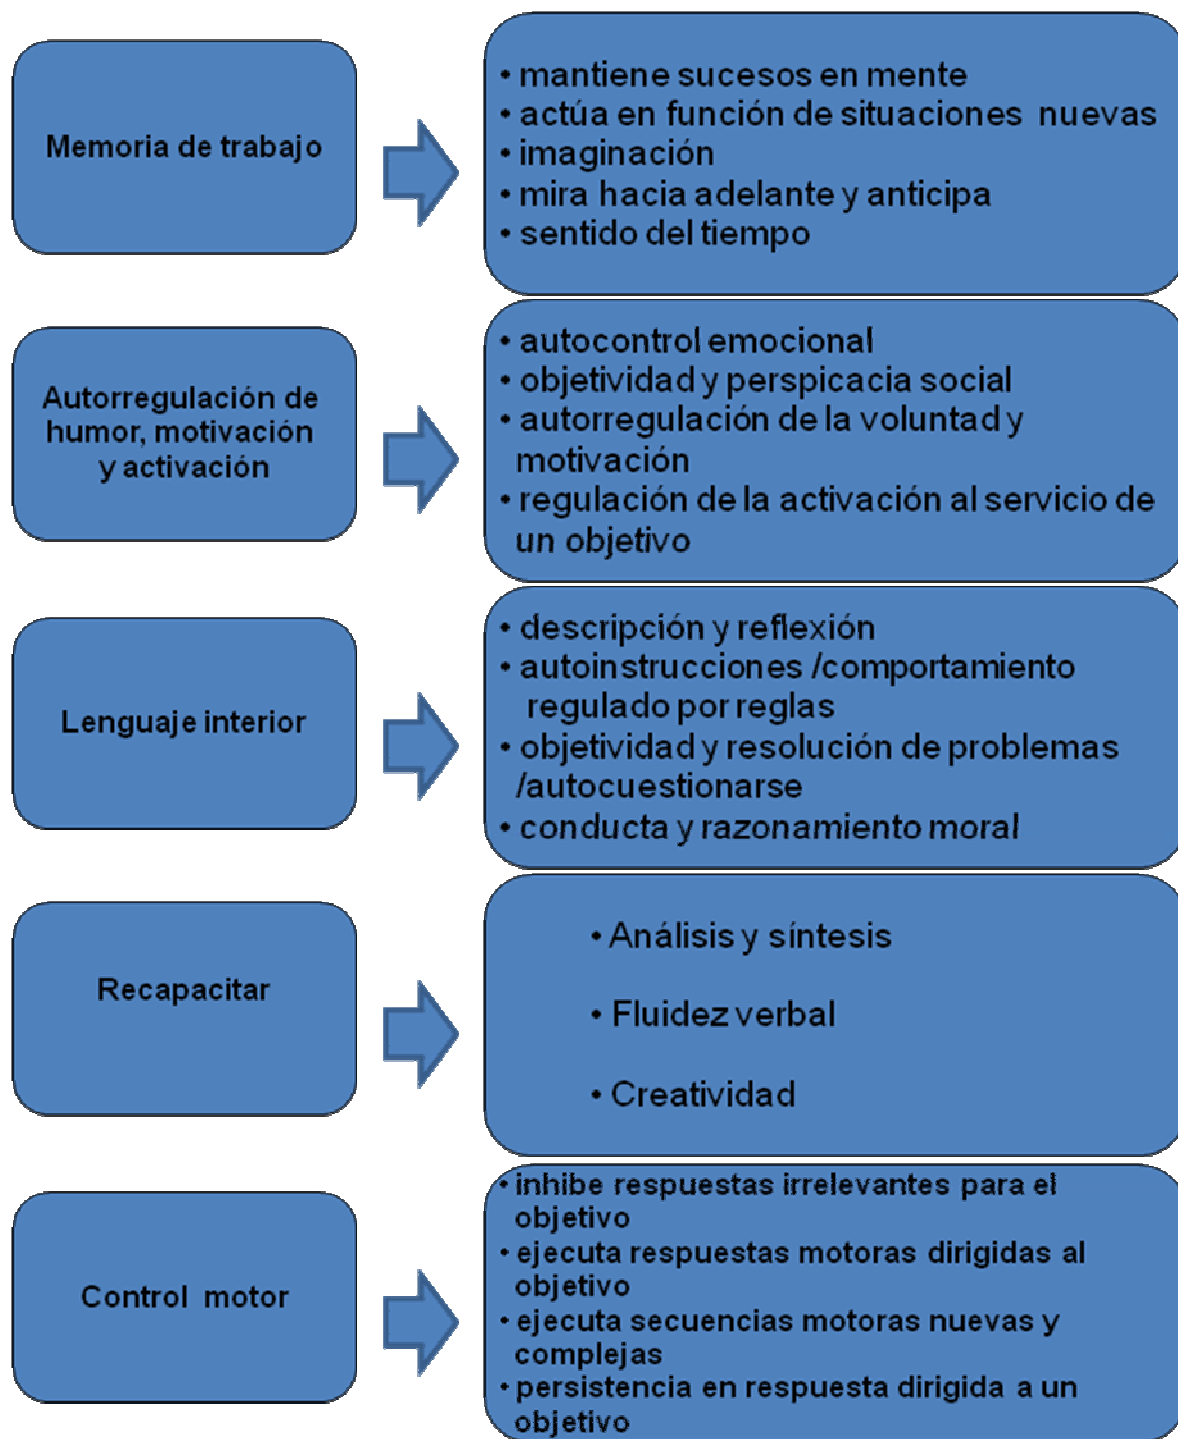 Memoria de trabajo
• mantiene sucesos en mente
• actúa en función de situaciones nuevas
• imaginación
• mira hacia adelante y anticipa
• sentido del tiempo
Autorregulación de
humor, motivación
y activación
• autocontrol emocional
• objetividad y perspicacia social
• autorregulación de la voluntad y
motivación
• regulación de la activación al servicio de
un objetivo
Lenguaje interior
• descripción y reflexión
• autoinstrucciones /comportamiento
regulado por reglas
• objetividad y resolución de problemas
/autocuestionarse
• conducta y razonamiento moral
Recapacitar
• Análisis y síntesis
• Fluidez verbal
• Creatividad
Control motor
• inhibe respuestas irrelevantes para el
objetivo
• ejecuta respuestas motoras dirigidas al
objetivo
• ejecuta secuencias motoras nuevas y
complejas
• persistencia en respuesta dirigida a un
objetivo